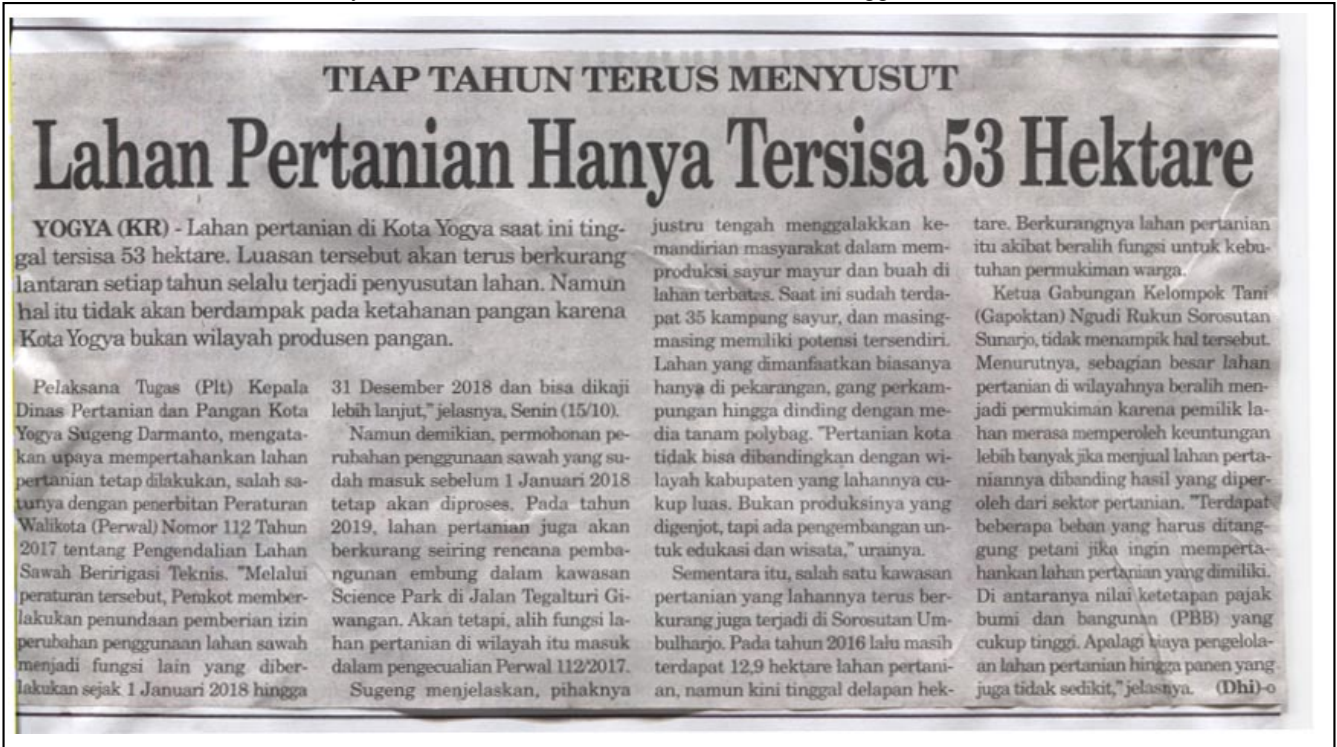 TIAP TAHUN TERUS MENYUSUT
Lahan Pertanian Hanya Tersisa 53 Hektare
YOGYA (KR) - Lahan pertanian di Kota Yogya saat ini ting-
gal tersisa 53 hektare. Luasan tersebut akan terus berkurang
lantaran setiap tahun selalu terjadi penyusutan lahan. Namun
hal itu tidak akan berdampak pada ketahanan pangan karena
Kota Yogya bukan wilayah produsen pangan.
Pelaksana Tugas (Plt) Kepala
Dinas Pertanian dan Pangan Kota
Yogya Sugeng Darmanto, mengata-
kan upaya mempertahankan lahan
pertanian tetap dilakukan, salah sa-
tunya dengan penerbitan Peraturan
Walikota (Perwal) Nomor 112 Tahun
2017 tentang Pengendalian Lahan
Sawah Beririgasi Teknis. "Melalui
peraturan tersebut, Pemkot member-
lakukan penundaan pemberian izin
perubahan penggunaan lahan sawah
menjadi fungsi lain yang diber-
lakukan sejak 1 Januari 2018 hingga
31 Desember 2018 dan bisa dikaji
lebih lanjut," jelasnya, Senin (15/10).
Namun demikian, permohonan pe-
rubahan penggunaan sawah yang su-
dah masuk sebelum 1 Januari 2018
tetap akan diproses. Pada tahun
2019, lahan pertanian juga akan
berkurang seiring rencana pemba-
ngunan embung dalam kawasan
Science Park di Jalan Tegalturi Gi-
wangan. Akan tetapi, alih fungsi la-
han pertanian di wilayah itu masuk
dalam pengecualian Perwal 112/2017.
Sugeng menjelaskan, pihaknya
justru tengah menggalakkan ke-
mandirian masyarakat dalam mem-
produksi sayur mayur dan buah di
lahan terbatas. Saat ini sudah terda-
pat 35 kampung sayur, dan masing-
masing memiliki potensi tersendiri.
Lahan yang dimanfaatkan biasanya
hanya di pekarangan, gang perkam-
pungan hingga dinding dengan me-
dia tanam polybag. "Pertanian kota
tidak bisa dibandingkan dengan wi-
layah kabupaten yang lahannya cu-
kup luas. Bukan produksinya yang
digenjot, tapi ada pengembangan un-
tuk edukasi dan wisata," urainya.
Sementara itu, salah satu kawasan
pertanian yang lahannya terus ber-
kurang juga terjadi di Sorosutan Um-
bulharjo. Pada tahun 2016 lalu masih
terdapat 12,9 hektare lahan pertani-
an, namun kini tinggal delapan hek-
tare. Berkurangnya lahan pertanian
itu akibat beralih fungsi untuk kebu-
tuhan permukiman warga.
Ketua Gabungan Kelompok Tani
(Gapoktan) Ngudi Rukun Sorosutan
Sunarjo, tidak menampik hal tersebut.
Menurutnya, sebagian besar lahan
pertanian di wilayahnya beralih men-
jadi permukiman karena pemilik la-
han merasa memperoleh keuntungan
lebih banyak jika menjual lahan perta-
niannya dibanding hasil yang diper-
oleh dari sektor pertanian. "Terdapat
beberapa beban yang harus ditang-
gung petani jika ingin memperta-
hankan lahan pertanian yang dimiliki.
Di antaranya nilai ketetapan pajak
bumi dan bangunan (PBB) yang
cukup tinggi. Apalagi biaya pengelola-
an lahan pertanian hingga panen yang
juga tidak sedikit," jelasnya. (Dhi)-o